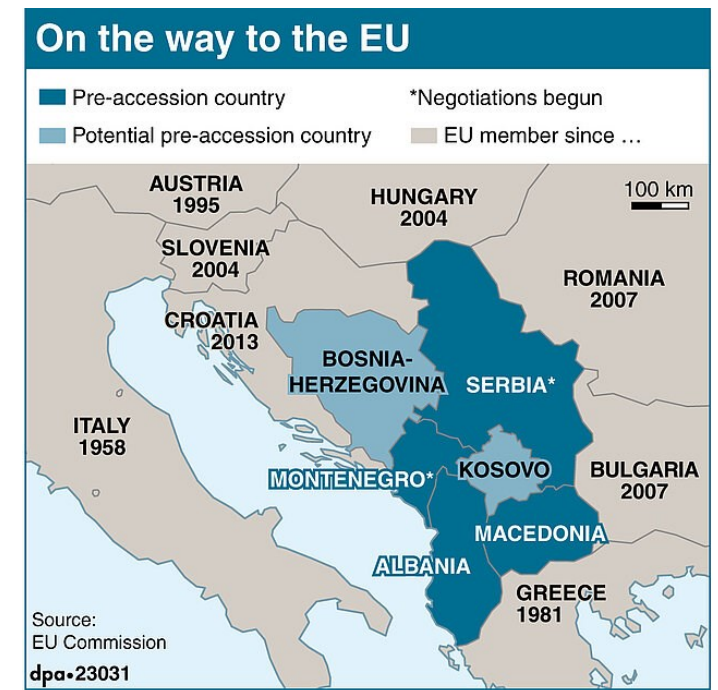 On the way to the EU
Pre-accession country
*Negotiations begun
Potential pre-accession country
EU member since ...
AUSTRIA
1995
HUNGARY
2004
100 km
SLOVENIA
2004
ROMANIA
2007
CROATIA
2013
BOSNIA-
HERZEGOVINA
SERBIA*
ITALY
1958
MONTENEGRO*
KOSOVO
BULGARIA
2007
MACEDONIA
ALBANIA
GREECE
1981
Source:
EU Commission
dpa•23031